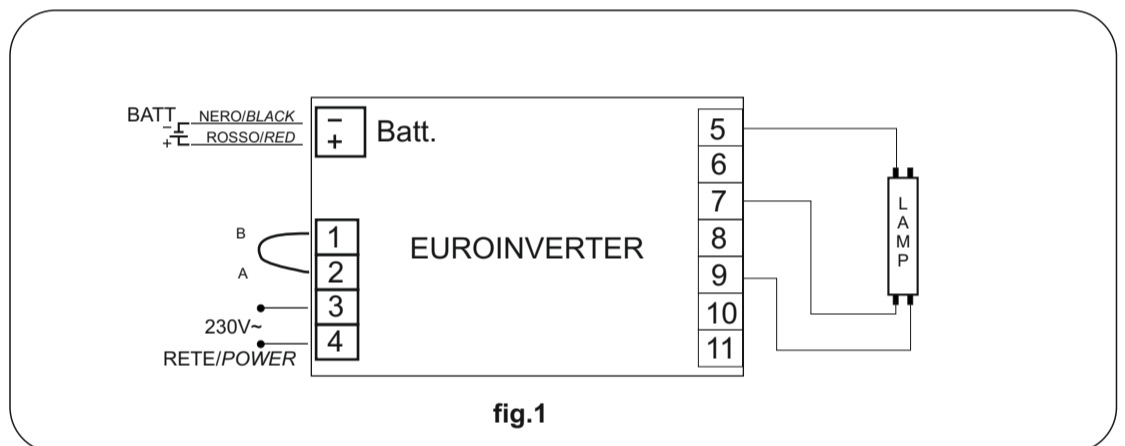 BATT
NERO/BLACK
ROSSO/RED
−
+
−
+
Batt.
B
A
1
2
3
4
230V~
RETE/POWER
EUROINVERTER
5
6
7
8
9
10
11
L
A
M
P
fig.1